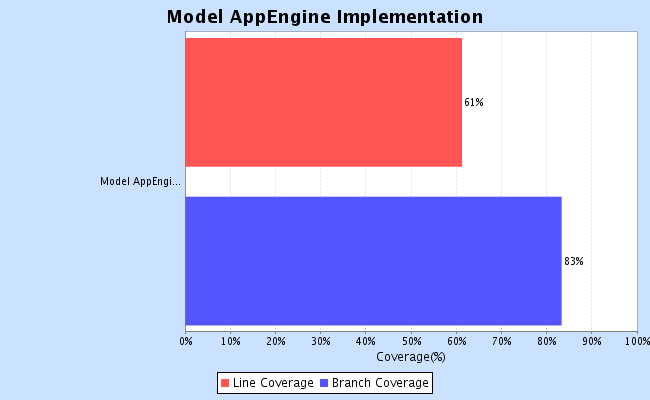 Model AppEngine Implementation
61%
Model AppEngi...
83%
0% 10% 20% 30% 40% 50% 60% 70% 80% 90% 100%
Coverage(%)
Line Coverage Branch Coverage